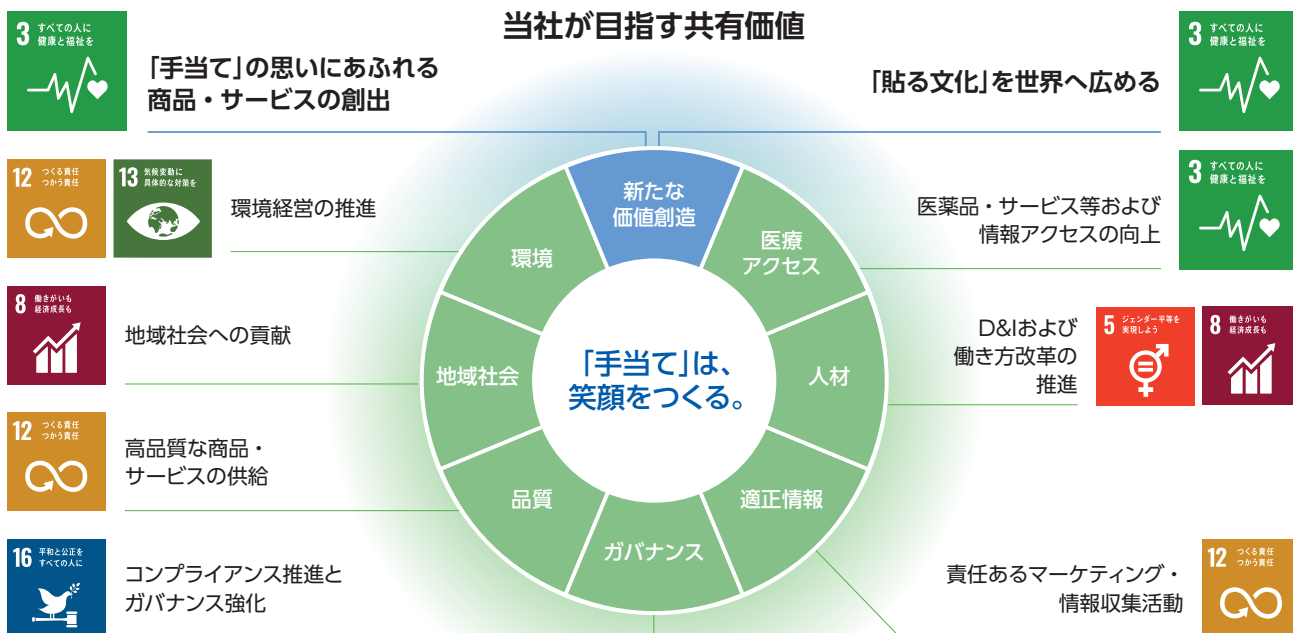 当社が目指す共有価値
3 すべての人に
健康と福祉を
「手当て」の思いにあふれる
商品・サービスの創出
「貼る文化」を世界へ広める
3 すべての人に
健康と福祉を
12 つくる責任
つかう責任
13 気候変動に
具体的な対策を
環境経営の推進
8 働きがいも
経済成長も
地域社会への貢献
12 つくる責任
つかう責任
高品質な商品・
サービスの供給
16 平和と公正を
すべての人に
コンプライアンス推進と
ガバナンス強化
新たな
価値創造
医療
アクセス
人材
適正情報
ガバナンス
品質
地域社会
環境
「手当て」は、
笑顔をつくる。
医薬品・サービス等および
情報アクセスの向上
3 すべての人に
健康と福祉を
D&Iおよび
働き方改革の
推進
5 ジェンダー平等を
実現しよう
8 働きがいも
経済成長も
責任あるマーケティング・
情報収集活動
12 つくる責任
つかう責任